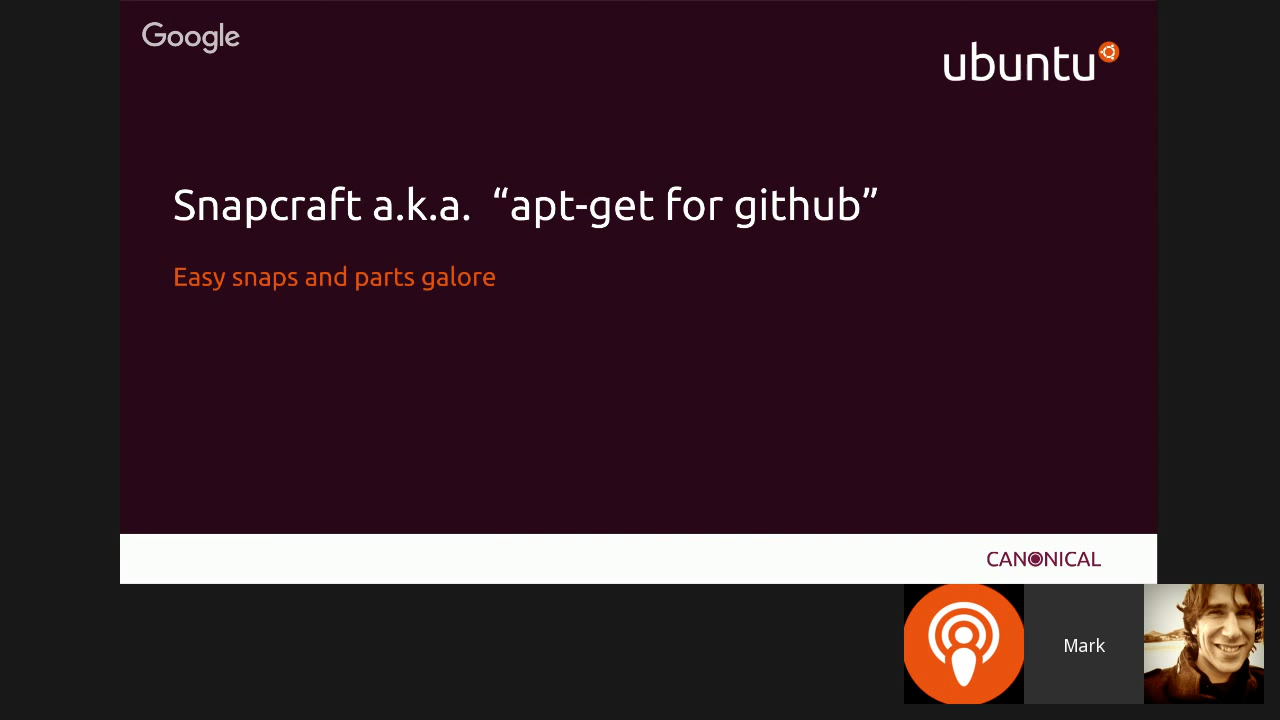 Google
ubuntu
Snapcraft a.k.a. “apt-get for github”
Easy snaps and parts galore
CANONICAL
Mark